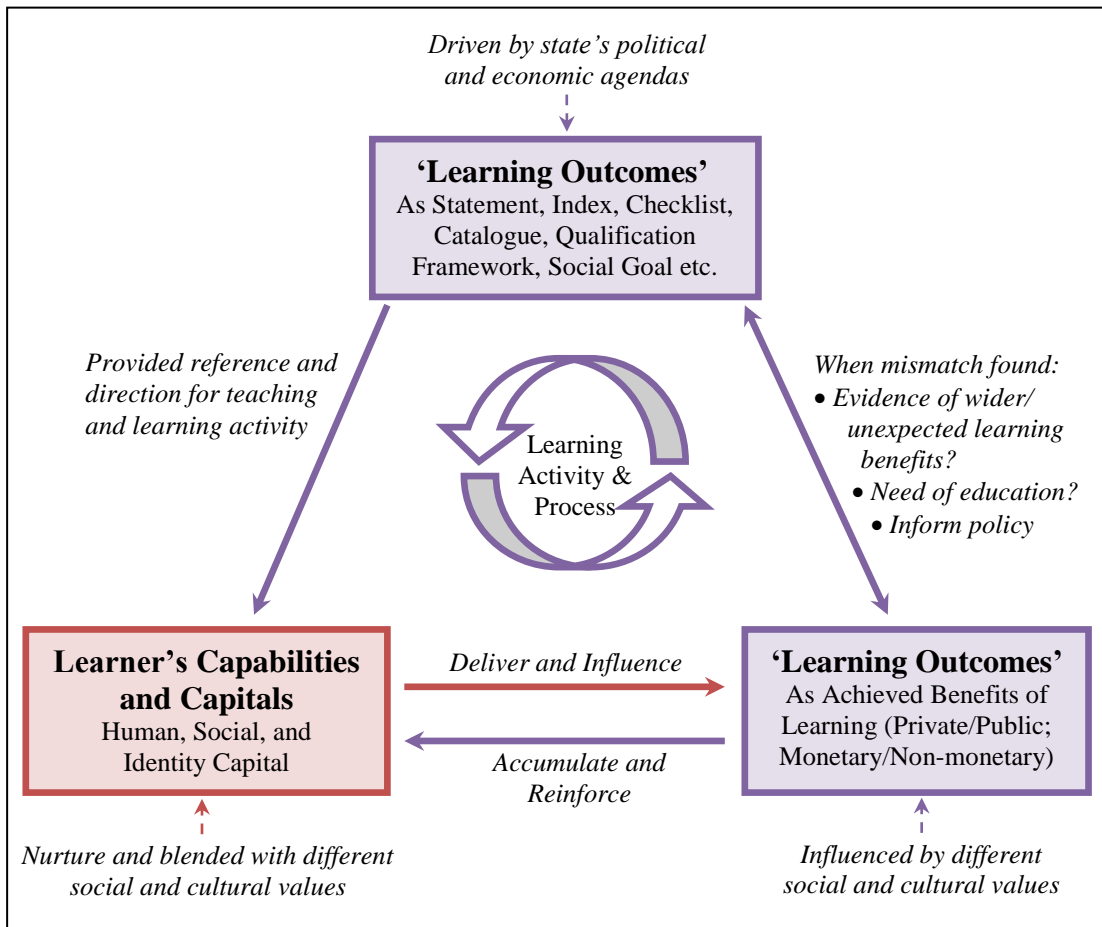 Driven by state’s political
and economic agendas
‘Learning Outcomes’
As Statement, Index, Checklist,
Catalogue, Qualification
Framework, Social Goal etc.
Provided reference and
direction for teaching
and learning activity
When mismatch found:
• Evidence of wider/
unexpected learning
benefits?
• Need of education?
• Inform policy
Learning
Activity &
Process
Learner’s Capabilities
and Capitals
Human, Social, and
Identity Capital
Deliver and Influence
Accumulate and
Reinforce
‘Learning Outcomes’
As Achieved Benefits of
Learning (Private/Public;
Monetary/Non-monetary)
Nurture and blended with different
social and cultural values
Influenced by different
social and cultural values